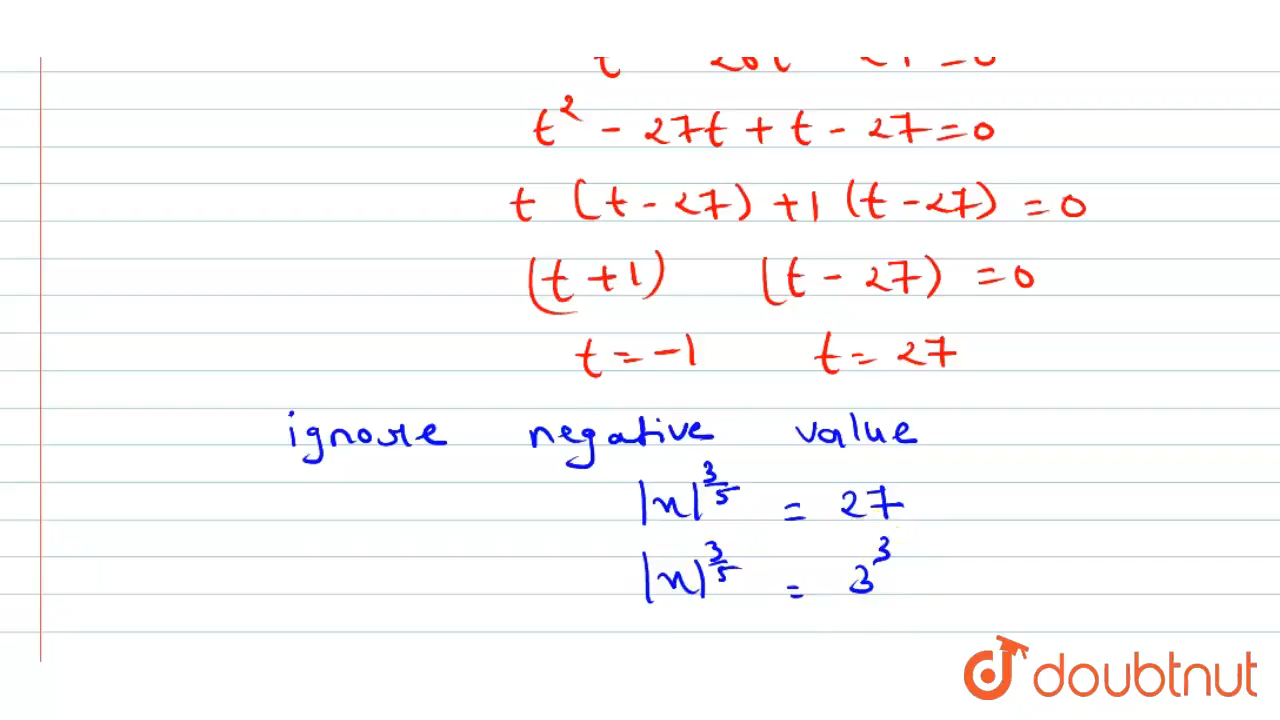 t² - 27t + t - 27 = 0
t (t - 27) + 1 (t - 27) = 0
(t + 1) (t - 27) = 0
t = -1 t = 27
ignore negative value
|x|^(3/5) = 27
|x|^(3/5) = 3³
doubtnut